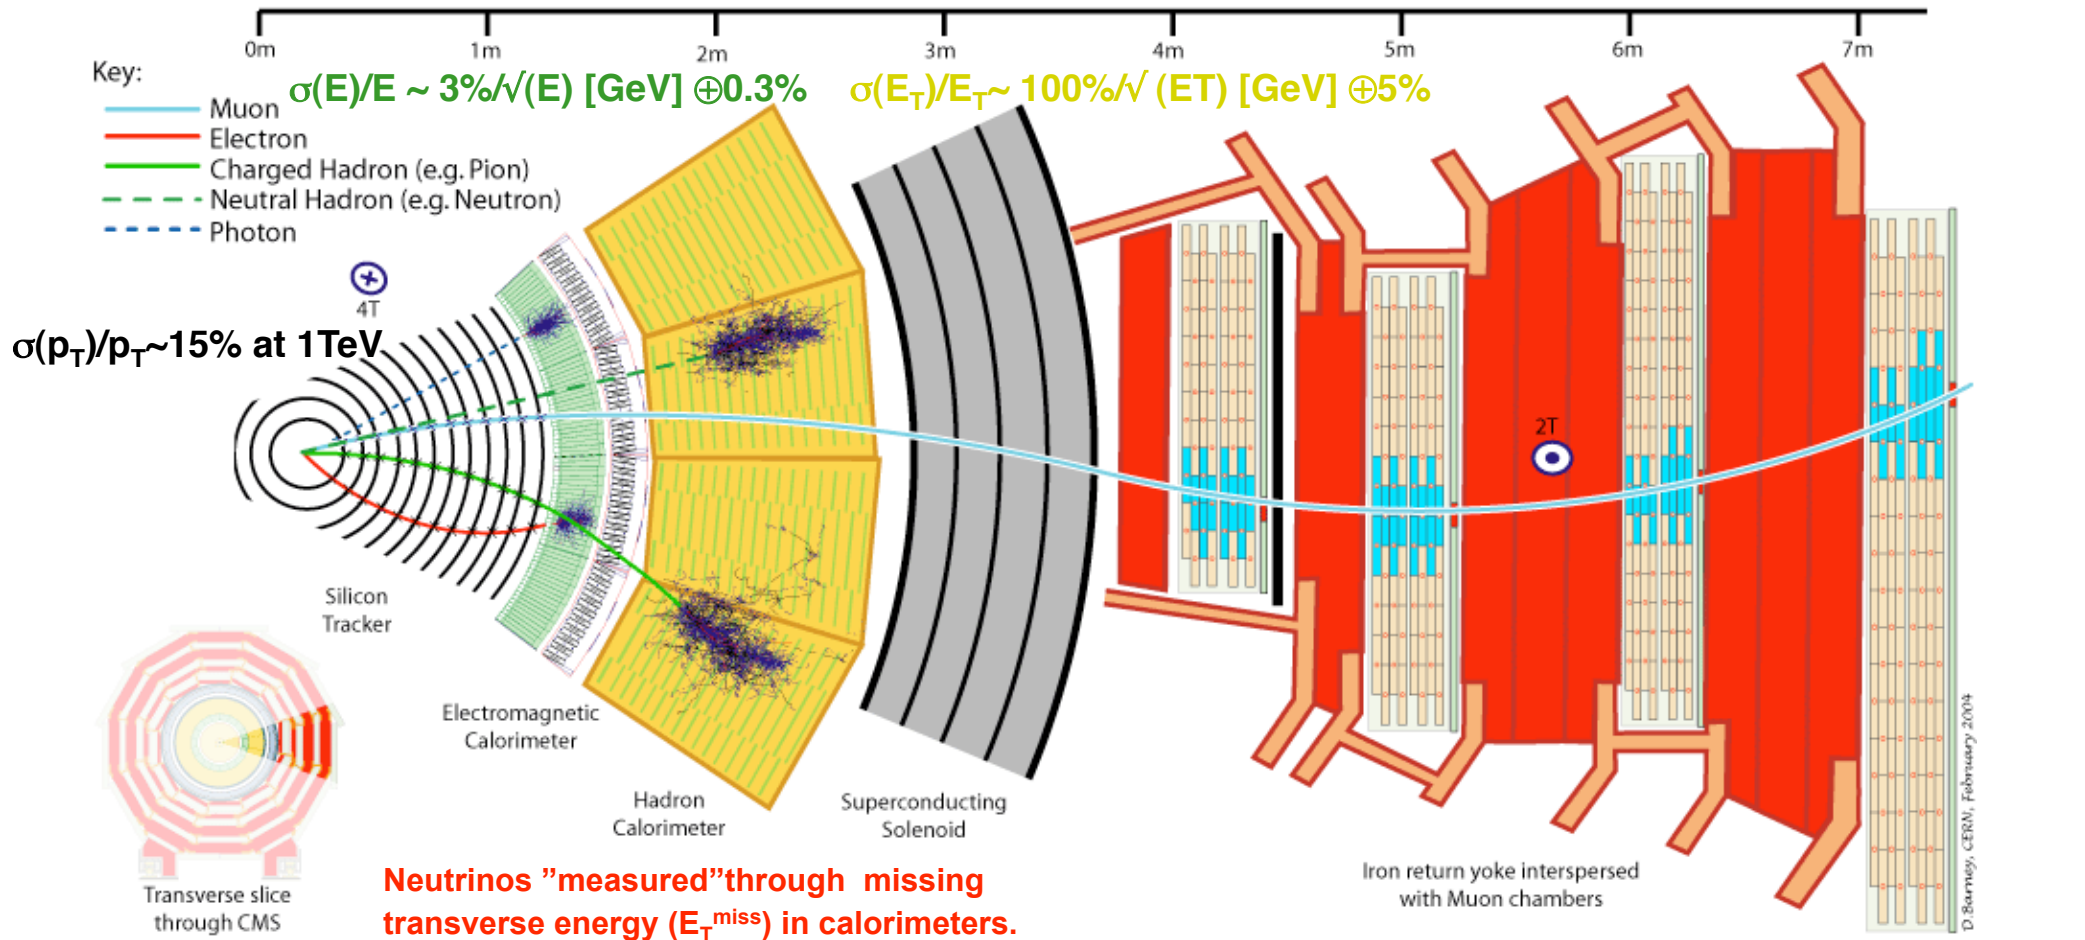 0m 1m 2m 3m 4m 5m 6m 7m
Key:
σ(E)/E ~ 3%/√(E) [GeV] ⊕0.3%
σ(E_T)/E_T~ 100%/√ (ET) [GeV] ⊕5%
Muon
Electron
Charged Hadron (e.g. Pion)
Neutral Hadron (e.g. Neutron)
Photon
4T
σ(p_T)/p_T~15% at 1TeV
2T
Silicon
Tracker
Electromagnetic
Calorimeter
Hadron
Calorimeter
Superconducting
Solenoid
Iron return yoke interspersed
with Muon chambers
Transverse slice
through CMS
Neutrinos ”measured”through missing
transverse energy (E_T^miss) in calorimeters.
D.Barney, CERN, February 2004